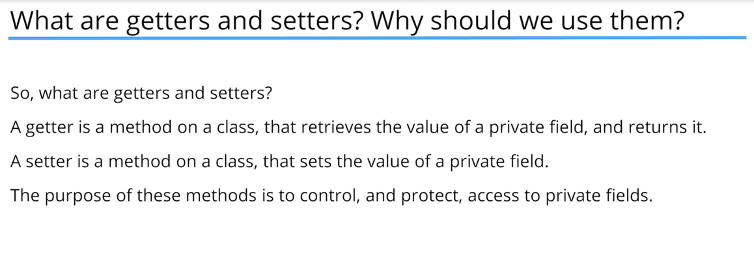 What are getters and setters? Why should we use them?
So, what are getters and setters?
A getter is a method on a class, that retrieves the value of a private field, and returns it.
A setter is a method on a class, that sets the value of a private field.
The purpose of these methods is to control, and protect, access to private fields.